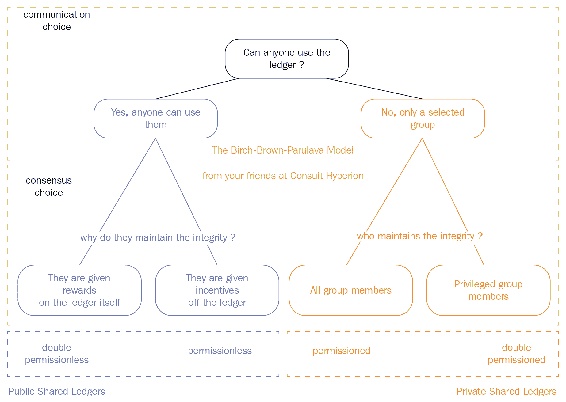 communication
choice
Can anyone use the
ledger ?
Yes, anyone can use
them
No, only a selected
group
The Birch-Brown-Parulava Model
from your friends at Consult Hyperion
consensus
choice
why do they maintain the integrity ?
who maintains the integrity ?
They are given
rewards
on the ledger itself
They are given
incentives
off the ledger
All group members
Privileged group
members
double
permissionless
permissionless
permissioned
double
permissioned
Public Shared Ledgers
Private Shared Ledgers